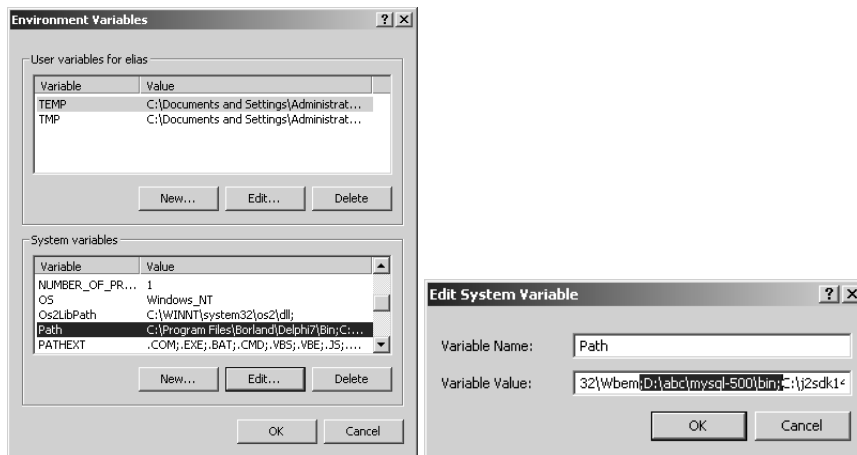 Environment Variables
User variables for elias
Variable Value
TEMP C:\Documents and Settings\Administrat...
TMP C:\Documents and Settings\Administrat...
New... Edit... Delete
System variables
Variable Value
NUMBER_OF_PR... 1
OS Windows_NT
Os2LibPath C:\WINNT\system32\os2\dll;
Path C:\Program Files\Borland\Delphi7\Bin;C:...
PATHEXT .COM;.EXE;.BAT;.CMD;.VBS;.VBE;.JS;....
New... Edit... Delete
OK Cancel
Edit System Variable
Variable Name: Path
Variable Value: 32\Wbem;D:\abc\mysql-500\bin;C:\j2sdk14
OK Cancel